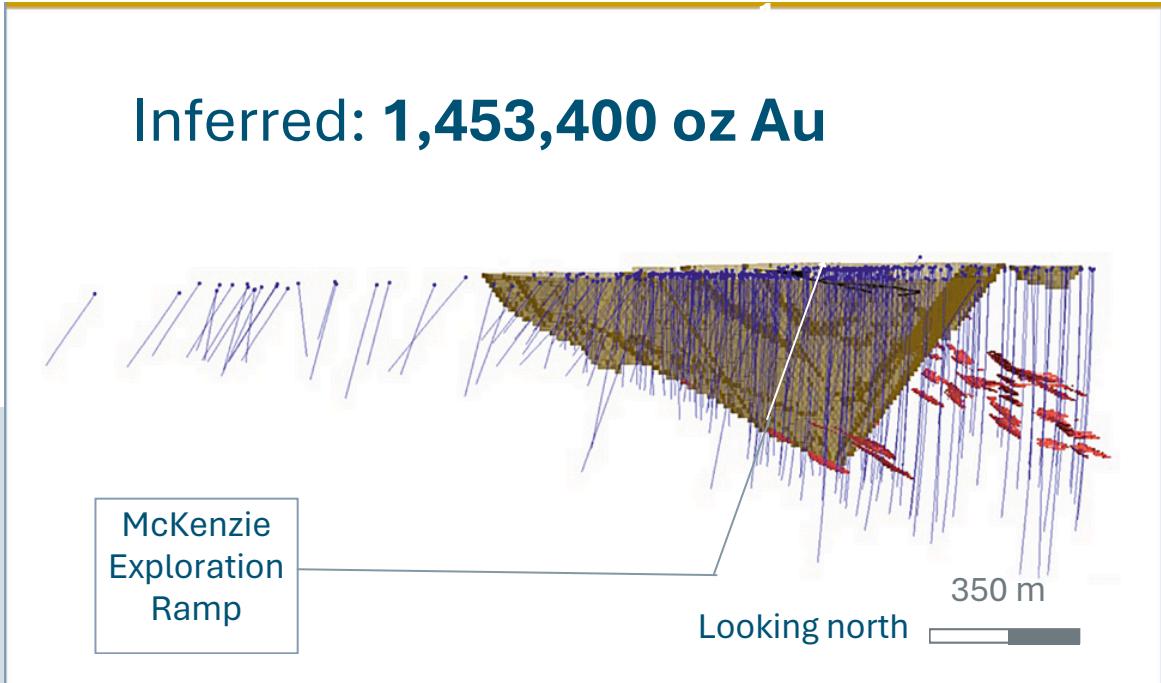 Inferred: 1,453,400 oz Au
McKenzie
Exploration
Ramp
350 m
Looking north